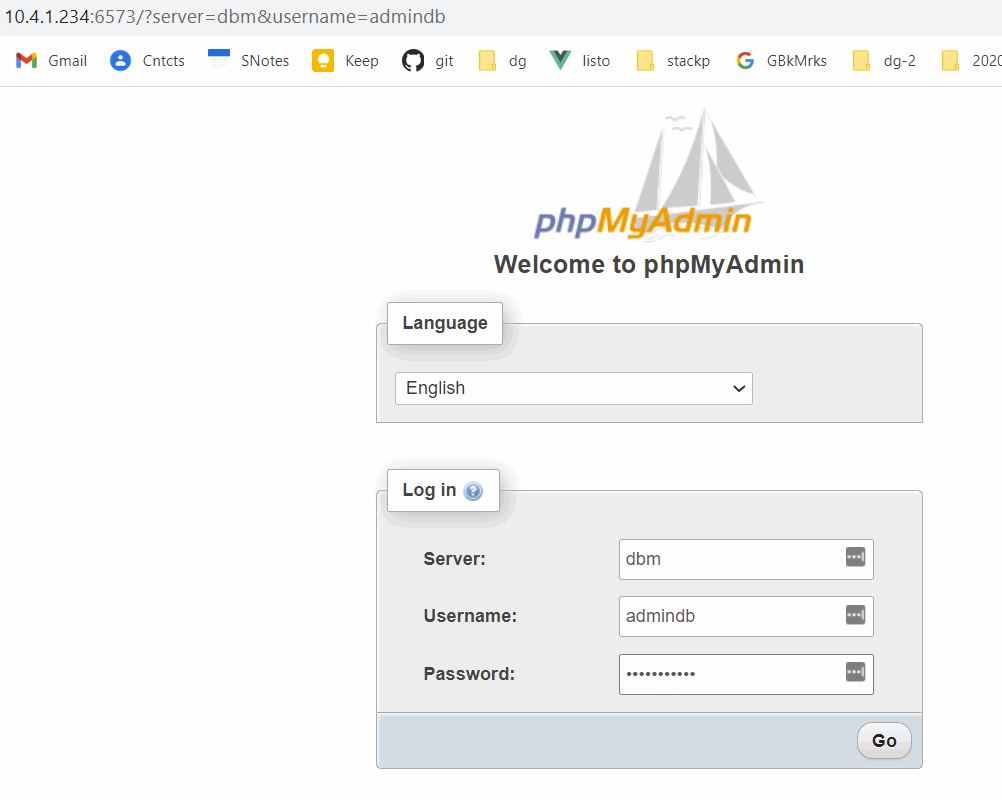 10.4.1.234:6573/?server=dbm&username=admindb
Gmail Cntcts SNotes Keep git dg listo stackp GBkMrks dg-2 2020
phpMyAdmin
Welcome to phpMyAdmin
Language
English
Log in
Server: dbm
Username: admindb
Password: •••••••••••
Go